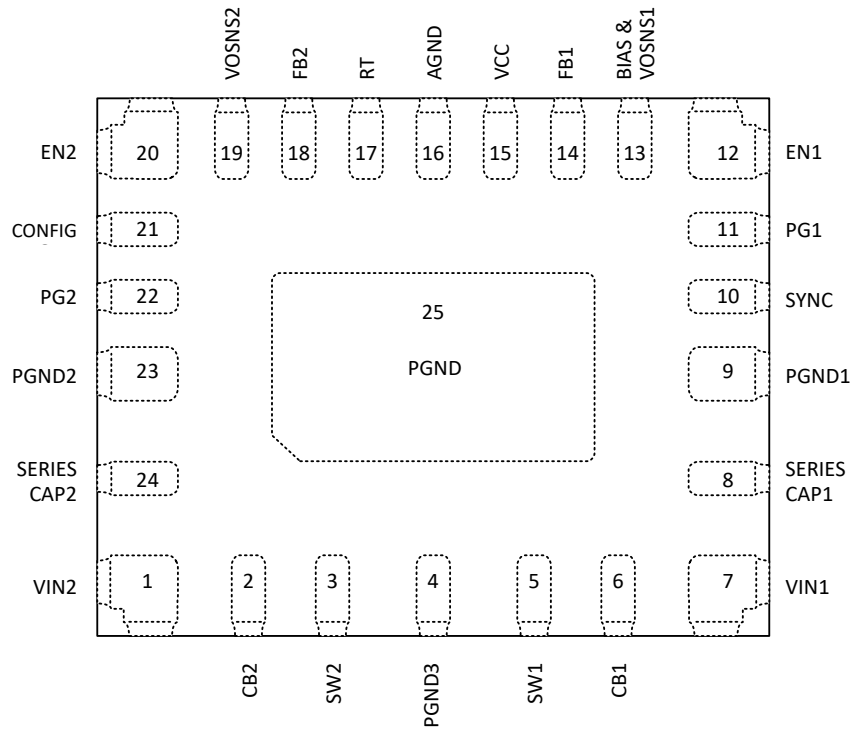 VOSNS2
FB2
RT
AGND
VCC
FB1
BIAS &
VOSNS1
EN2
20
19
18
17
16
15
14
13
12
EN1
CONFIG
21
11
PG1
PG2
22
25
10
SYNC
PGND2
23
PGND
9
PGND1
SERIES
CAP2
24
8
SERIES
CAP1
VIN2
1
2
3
4
5
6
7
VIN1
CB2
SW2
PGND3
SW1
CB1